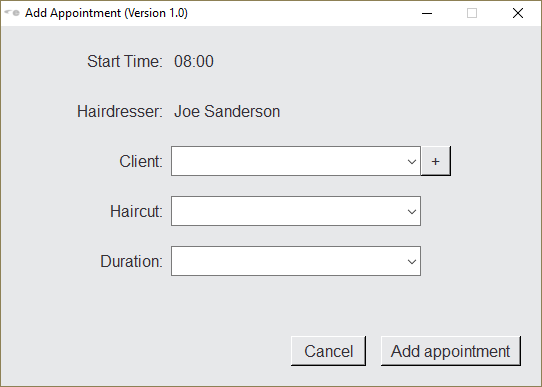 Add Appointment (Version 1.0)
Start Time: 08:00
Hairdresser: Joe Sanderson
Client: +
Haircut:
Duration:
Cancel Add appointment